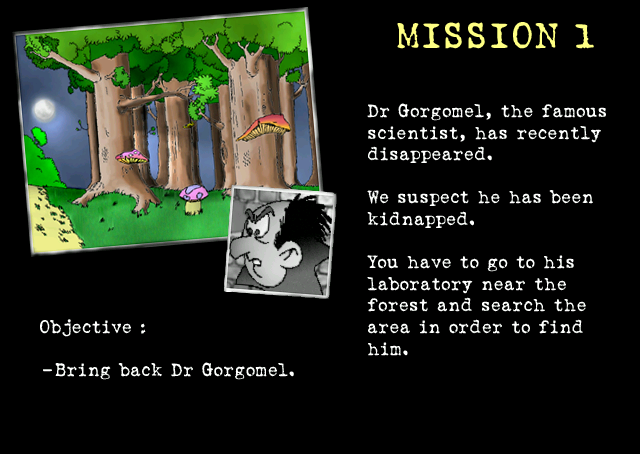 MISSION 1
Dr Gorgomel, the famous
scientist, has recently
disappeared.
We suspect he has been
kidnapped.
You have to go to his
laboratory near the
forest and search the
area in order to find
him.
Objective :
-Bring back Dr Gorgomel.